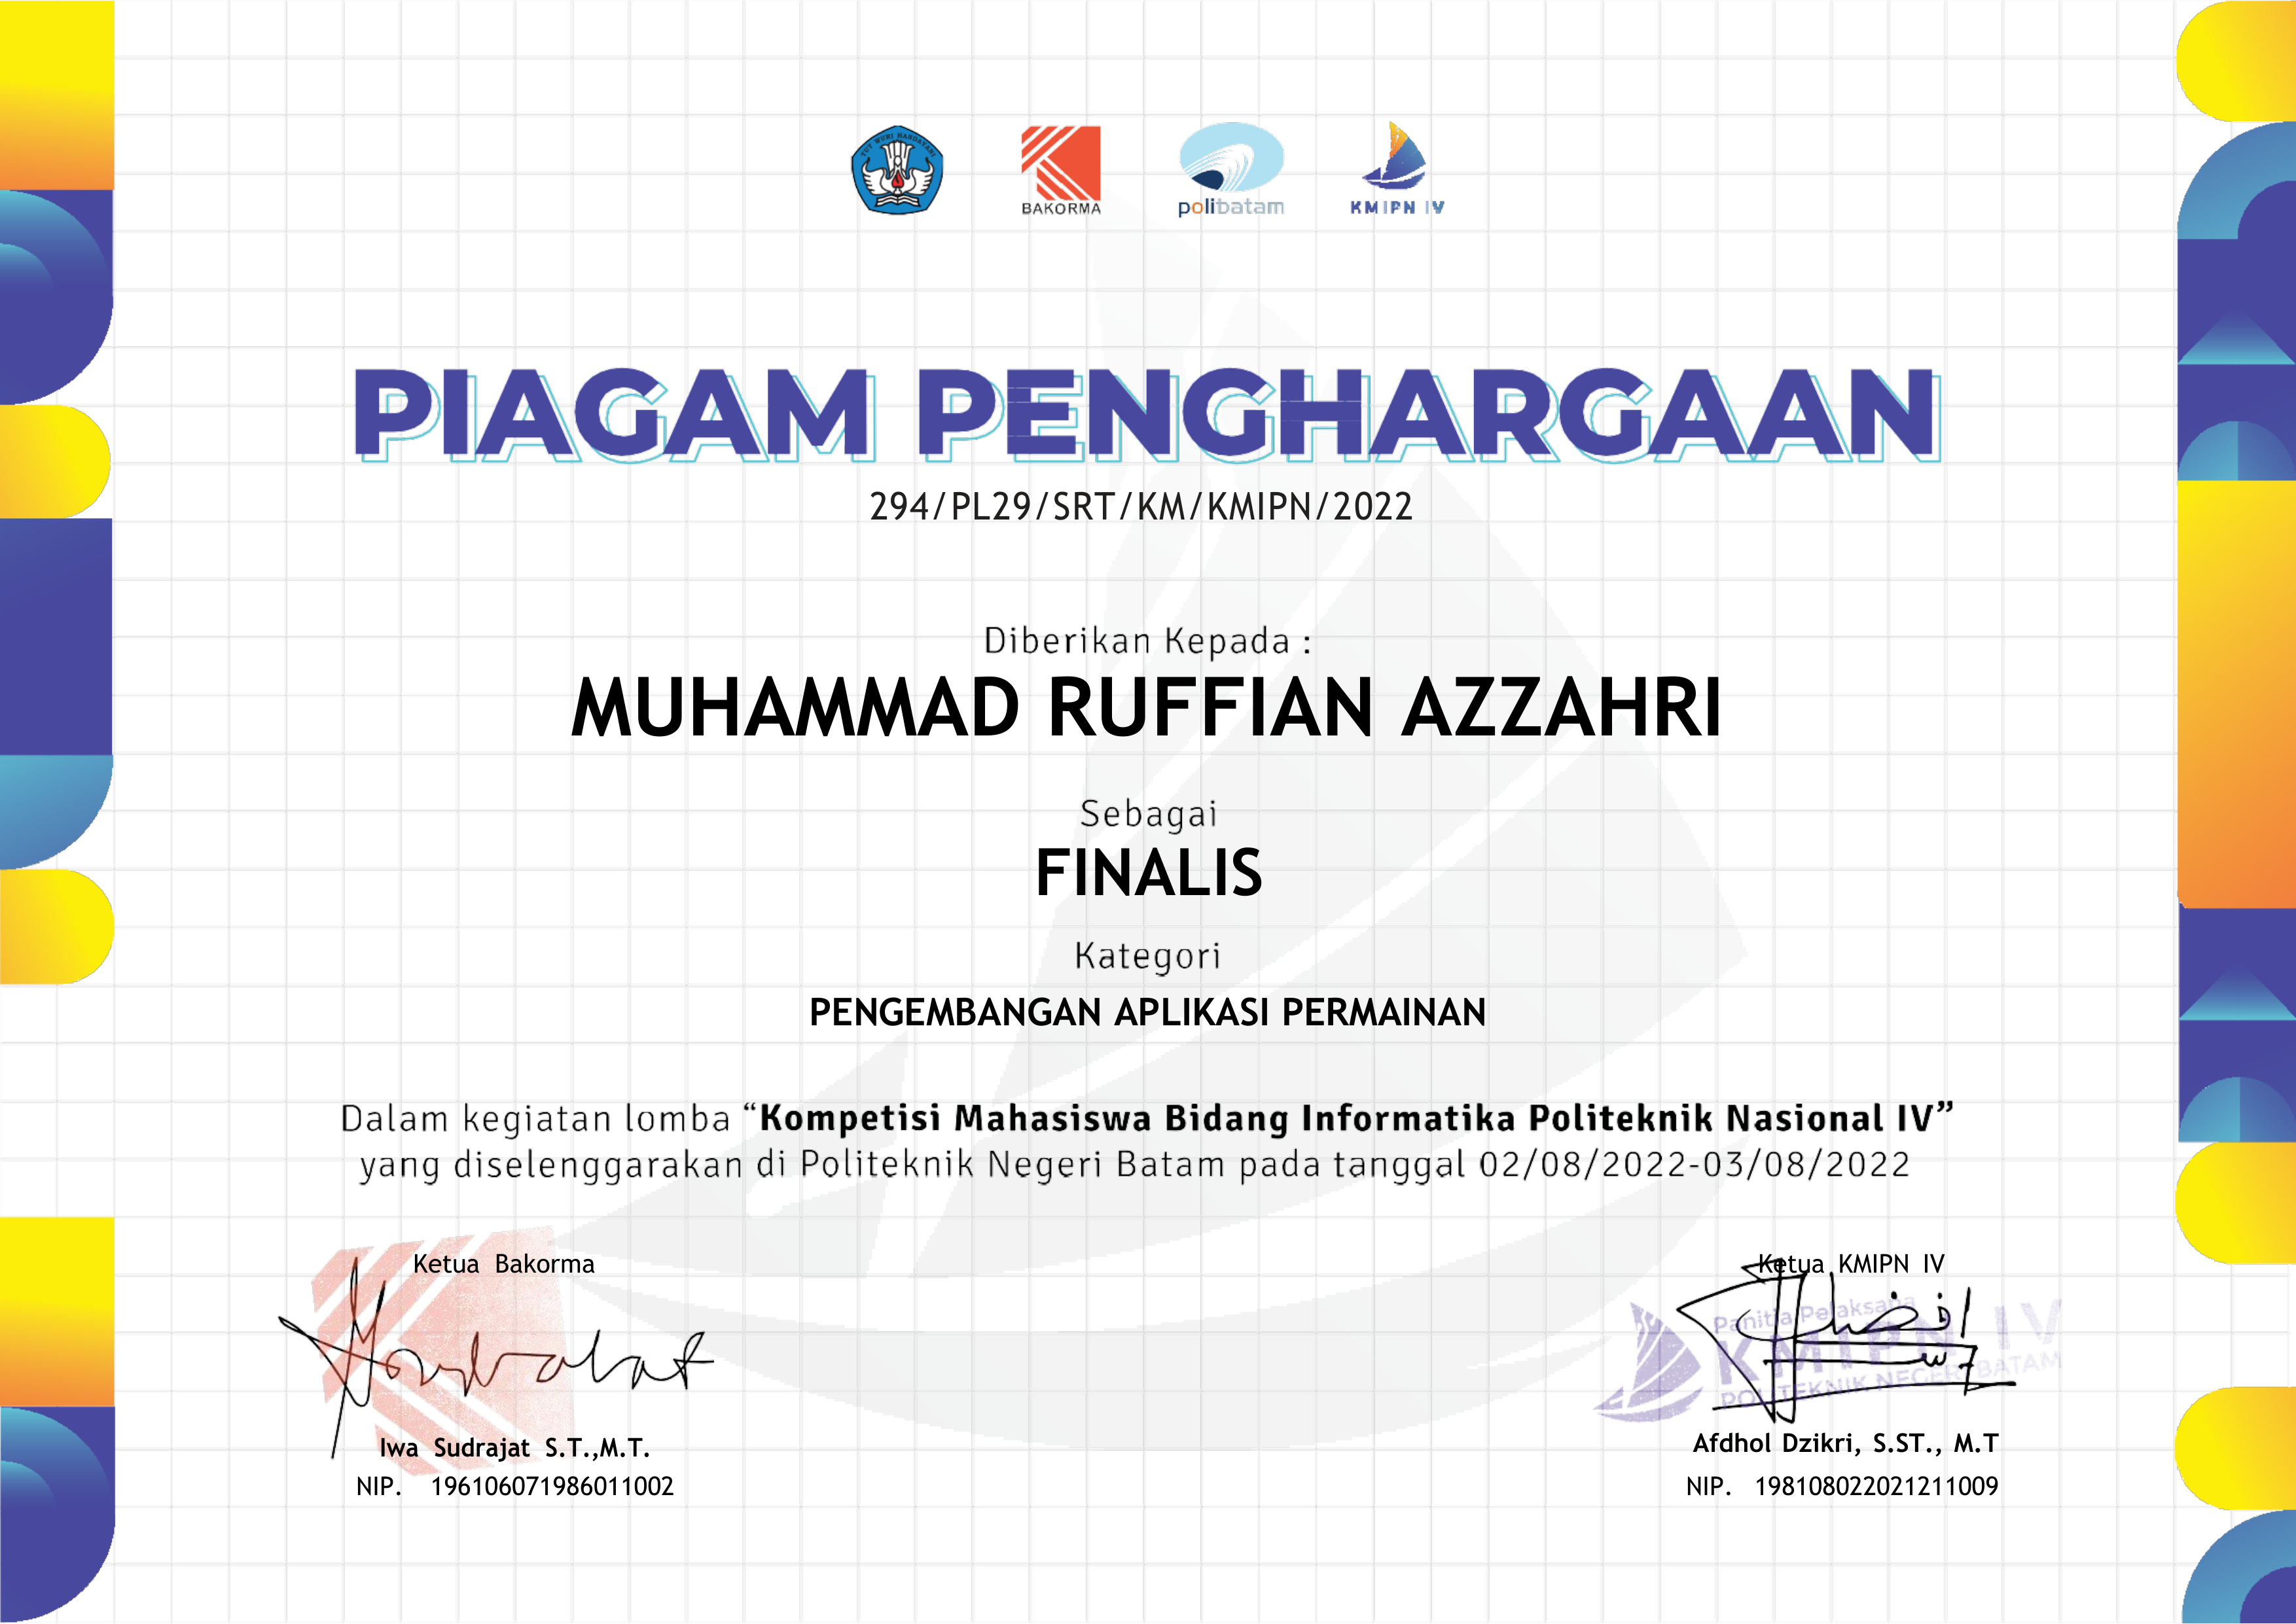 TUT WURI HANDAYANI
BAKORMA
polibatam
KMIPN IV
PIAGAM PENGHARGAAN
294/PL29/SRT/KM/KMIPN/2022
Diberikan Kepada :
MUHAMMAD RUFFIAN AZZAHRI
Sebagai
FINALIS
Kategori
PENGEMBANGAN APLIKASI PERMAINAN
Dalam kegiatan lomba “Kompetisi Mahasiswa Bidang Informatika Politeknik Nasional IV”
yang diselenggarakan di Politeknik Negeri Batam pada tanggal 02/08/2022-03/08/2022
Ketua Bakorma
Iwa Sudrajat S.T.,M.T.
NIP. 196106071986011002
Ketua KMIPN IV
Panitia Pelaksana
KMIPN IV
POLITEKNIK NEGERI BATAM
Afdhol Dzikri, S.ST., M.T
NIP. 198108022021211009